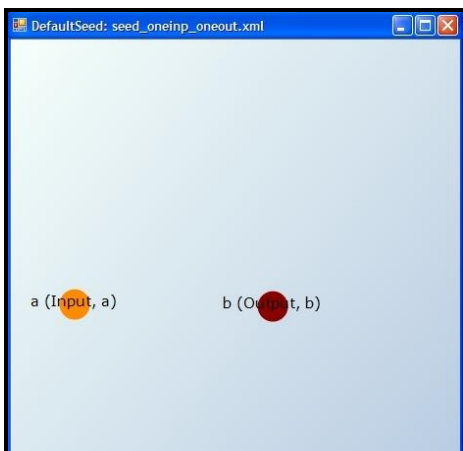 DefaultSeed: seed_oneinp_oneout.xml
a (Input, a)
b (Output, b)